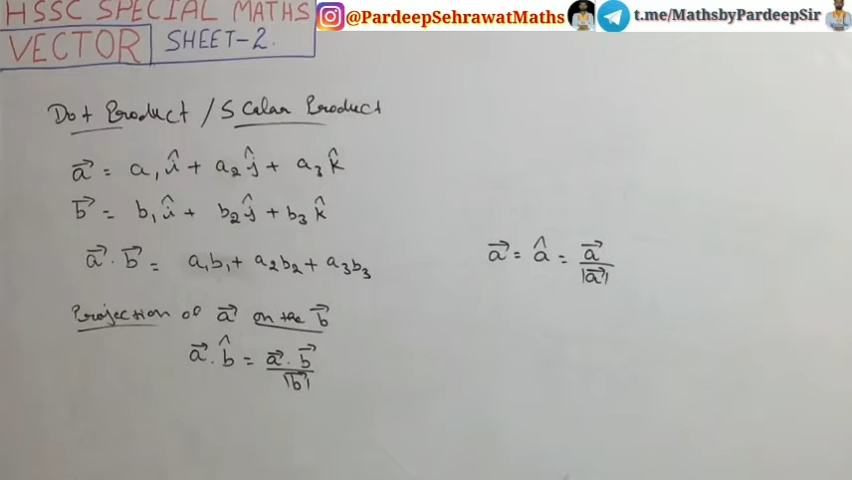 HSSC SPECIAL MATHS
@PardeepSehrawatMaths
t.me/MathsbyPardeepSir
VECTOR SHEET-2.
Dot Product / Scalar Product
a⃗ = a₁î + a₂ĵ + a₃k̂
b⃗ = b₁î + b₂ĵ + b₃k̂
a⃗ . b⃗ = a₁b₁ + a₂b₂ + a₃b₃
a⃗ = â = a⃗ / |a⃗|
Projection of a⃗ on the b⃗
a⃗ . b̂ = a⃗ . b⃗ / |b⃗|